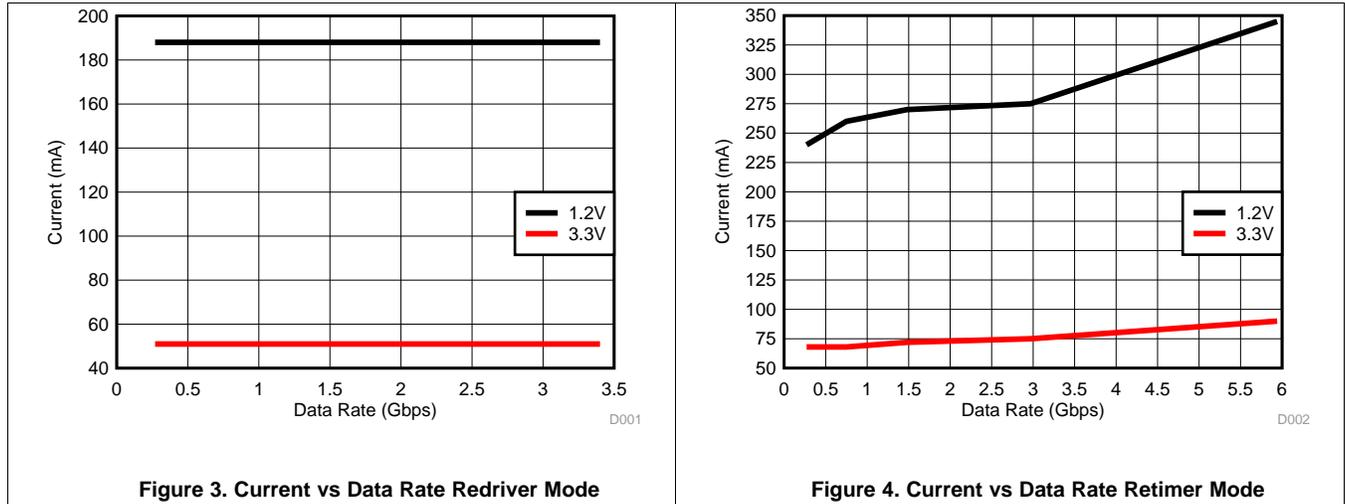 200
180
160
140
120
100
80
60
40
Current (mA)
1.2V
3.3V
0 0.5 1 1.5 2 2.5 3 3.5
Data Rate (Gbps)
D001
Figure 3. Current vs Data Rate Redriver Mode
350
325
300
275
250
225
200
175
150
125
100
75
50
Current (mA)
1.2V
3.3V
0 0.5 1 1.5 2 2.5 3 3.5 4 4.5 5 5.5 6
Data Rate (Gbps)
D002
Figure 4. Current vs Data Rate Retimer Mode